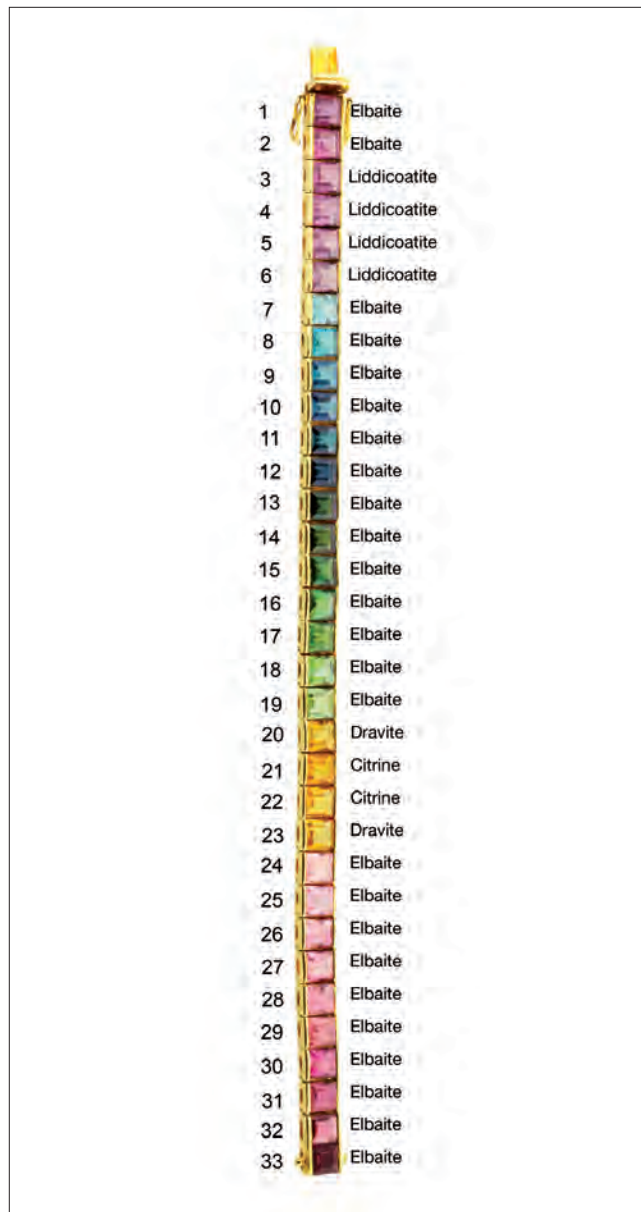 1 Elbaite
2 Elbaite
3 Liddicoatite
4 Liddicoatite
5 Liddicoatite
6 Liddicoatite
7 Elbaite
8 Elbaite
9 Elbaite
10 Elbaite
11 Elbaite
12 Elbaite
13 Elbaite
14 Elbaite
15 Elbaite
16 Elbaite
17 Elbaite
18 Elbaite
19 Elbaite
20 Dravite
21 Citrine
22 Citrine
23 Dravite
24 Elbaite
25 Elbaite
26 Elbaite
27 Elbaite
28 Elbaite
29 Elbaite
30 Elbaite
31 Elbaite
32 Elbaite
33 Elbaite